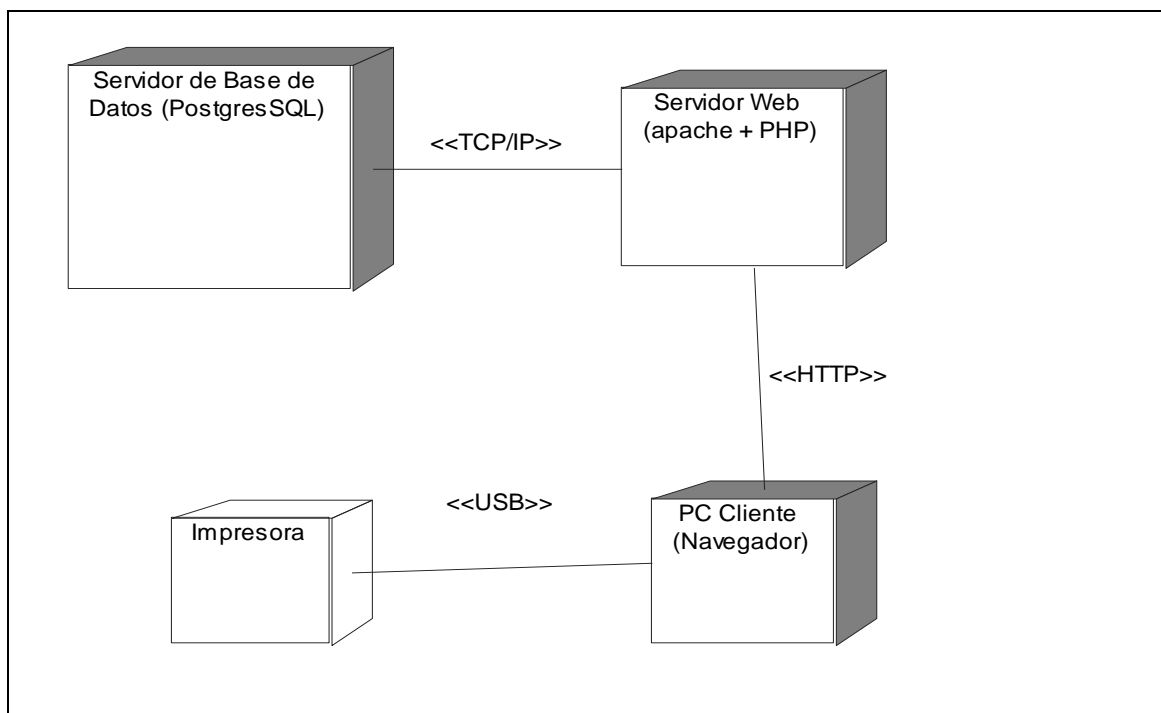 Servidor de Base de
Datos (PostgresSQL)
<<TCP/IP>>
Servidor Web
(apache + PHP)
<<HTTP>>
<<USB>>
Impresora
PC Cliente
(Navegador)